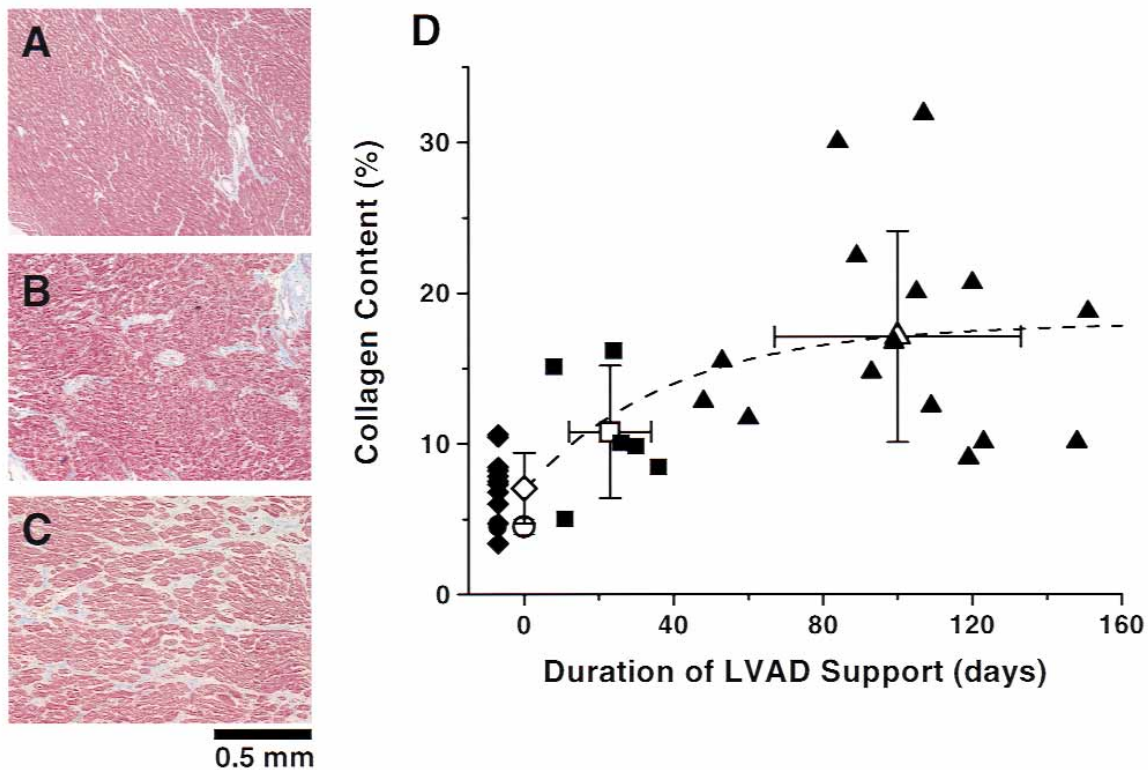 A
B
C
0.5 mm
D
Collagen Content (%)
30
20
10
0
0 40 80 120 160
Duration of LVAD Support (days)